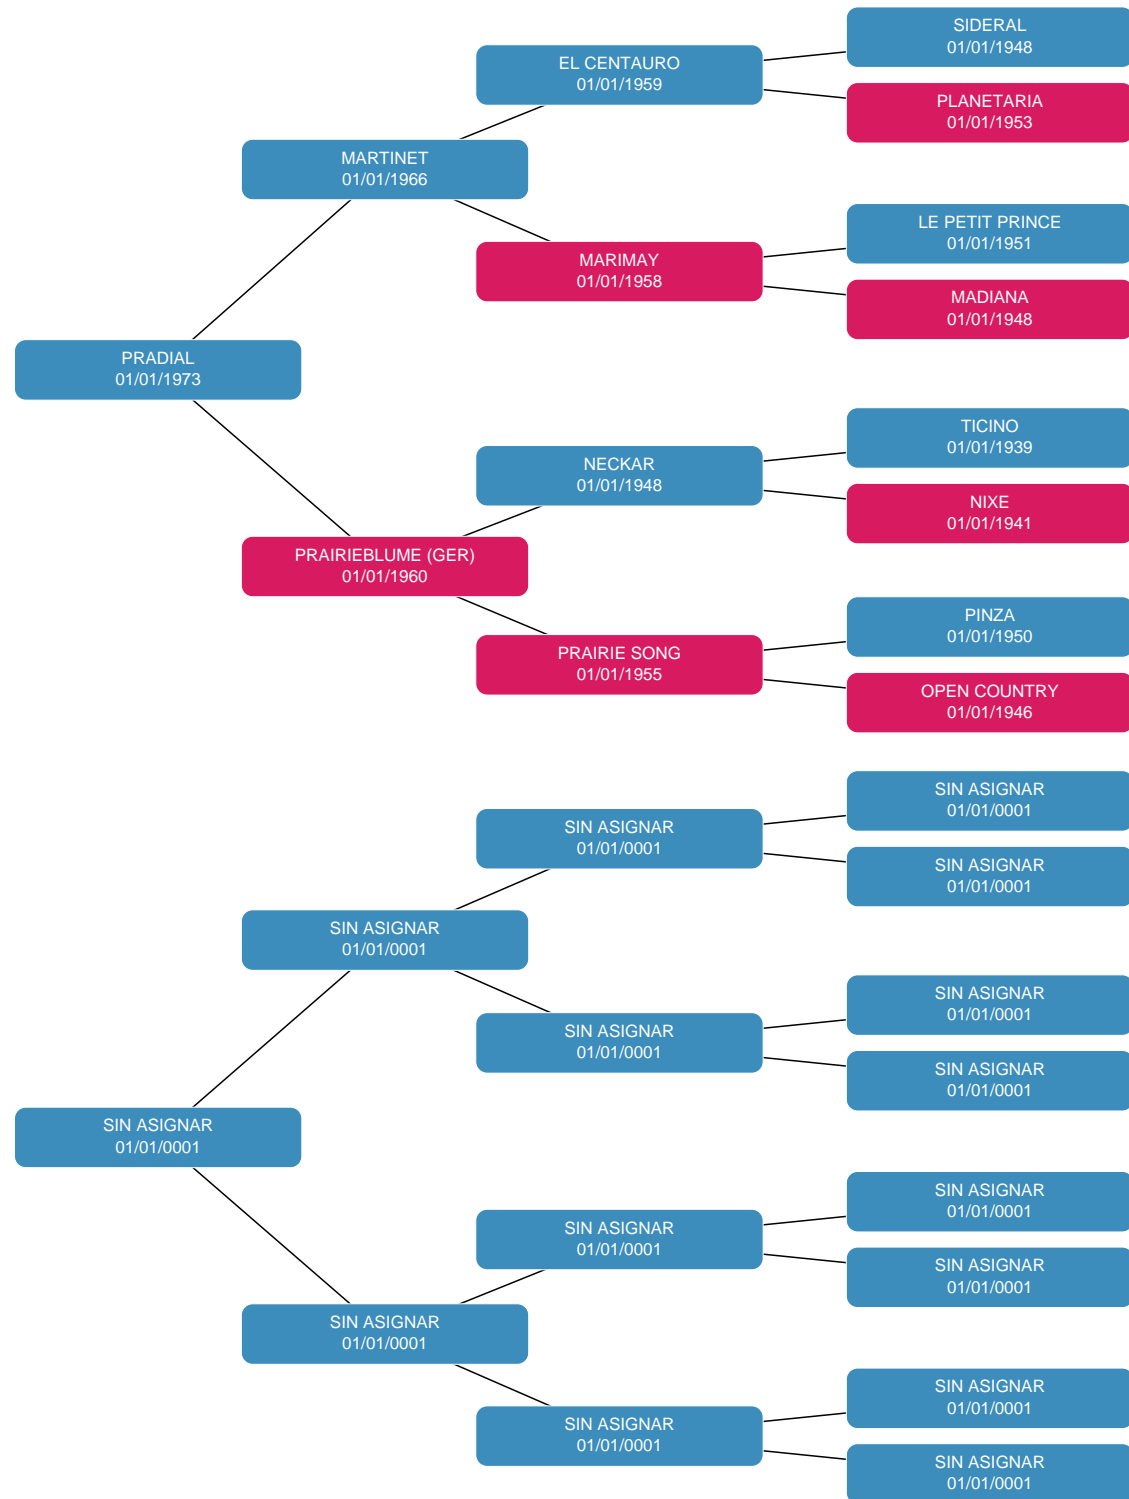 SIDERAL
01/01/1948
EL CENTAURO
01/01/1959
PLANETARIA
01/01/1953
MARTINET
01/01/1966
LE PETIT PRINCE
01/01/1951
MARIMAY
01/01/1958
MADIANA
01/01/1948
PRADIAL
01/01/1973
TICINO
01/01/1939
NECKAR
01/01/1948
NIXE
01/01/1941
PRAIRIEBLUME (GER)
01/01/1960
PINZA
01/01/1950
PRAIRIE SONG
01/01/1955
OPEN COUNTRY
01/01/1946
SIN ASIGNAR
01/01/0001
SIN ASIGNAR
01/01/0001
SIN ASIGNAR
01/01/0001
SIN ASIGNAR
01/01/0001
SIN ASIGNAR
01/01/0001
SIN ASIGNAR
01/01/0001
SIN ASIGNAR
01/01/0001
SIN ASIGNAR
01/01/0001
SIN ASIGNAR
01/01/0001
SIN ASIGNAR
01/01/0001
SIN ASIGNAR
01/01/0001
SIN ASIGNAR
01/01/0001
SIN ASIGNAR
01/01/0001
SIN ASIGNAR
01/01/0001
SIN ASIGNAR
01/01/0001